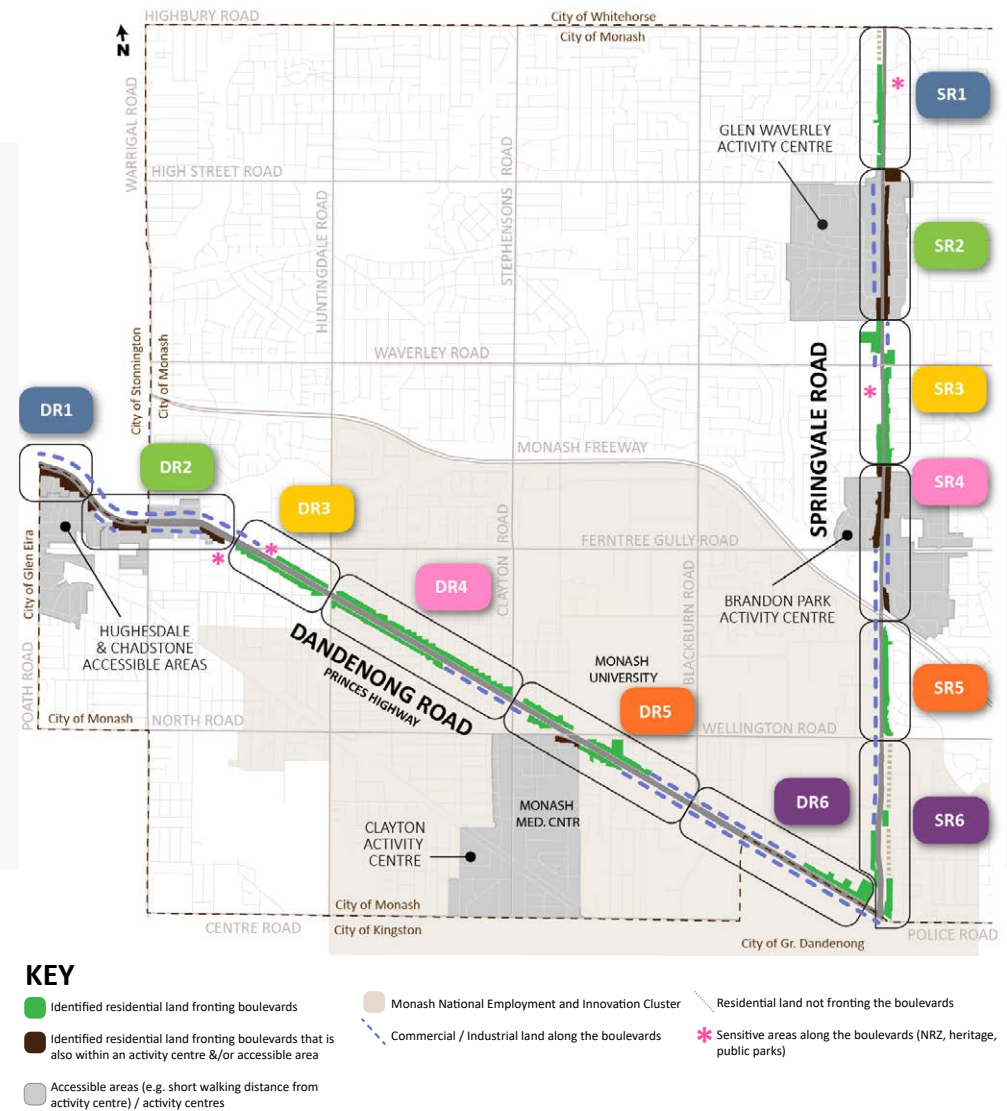 HIGHBURY ROAD
City of Whitehorse
City of Monash
N
WARRIGAL ROAD
SR1
GLEN WAVERLEY
ACTIVITY CENTRE
STEPHENSONS ROAD
HIGH STREET ROAD
HUNTINGDALE ROAD
SR2
City of Stonnington
City of Monash
WAVERLEY ROAD
SPRINGVALE ROAD
SR3
DR1
MONASH FREEWAY
DR2
SR4
DR3
CLAYTON ROAD
FERNTREE GULLY ROAD
City of Glen Eira
DR4
BLACKBURN ROAD
BRANDON PARK
ACTIVITY CENTRE
HUGHESDALE
& CHADSTONE
ACCESSIBLE AREAS
DANDENONG ROAD
PRINCES HIGHWAY
MONASH
UNIVERSITY
POATH ROAD
SR5
DR5
City of Monash
NORTH ROAD
WELLINGTON ROAD
DR6
SR6
MONASH
MED. CNTR
CLAYTON
ACTIVITY
CENTRE
City of Monash
CENTRE ROAD
City of Kingston
City of Gr. Dandenong
POLICE ROAD
KEY
Identified residential land fronting boulevards
Identified residential land fronting boulevards that is
also within an activity centre &/or accessible area
Accessible areas (e.g. short walking distance from
activity centre) / activity centres
Monash National Employment and Innovation Cluster
Commercial / Industrial land along the boulevards
Residential land not fronting the boulevards
Sensitive areas along the boulevards (NRZ, heritage,
public parks)